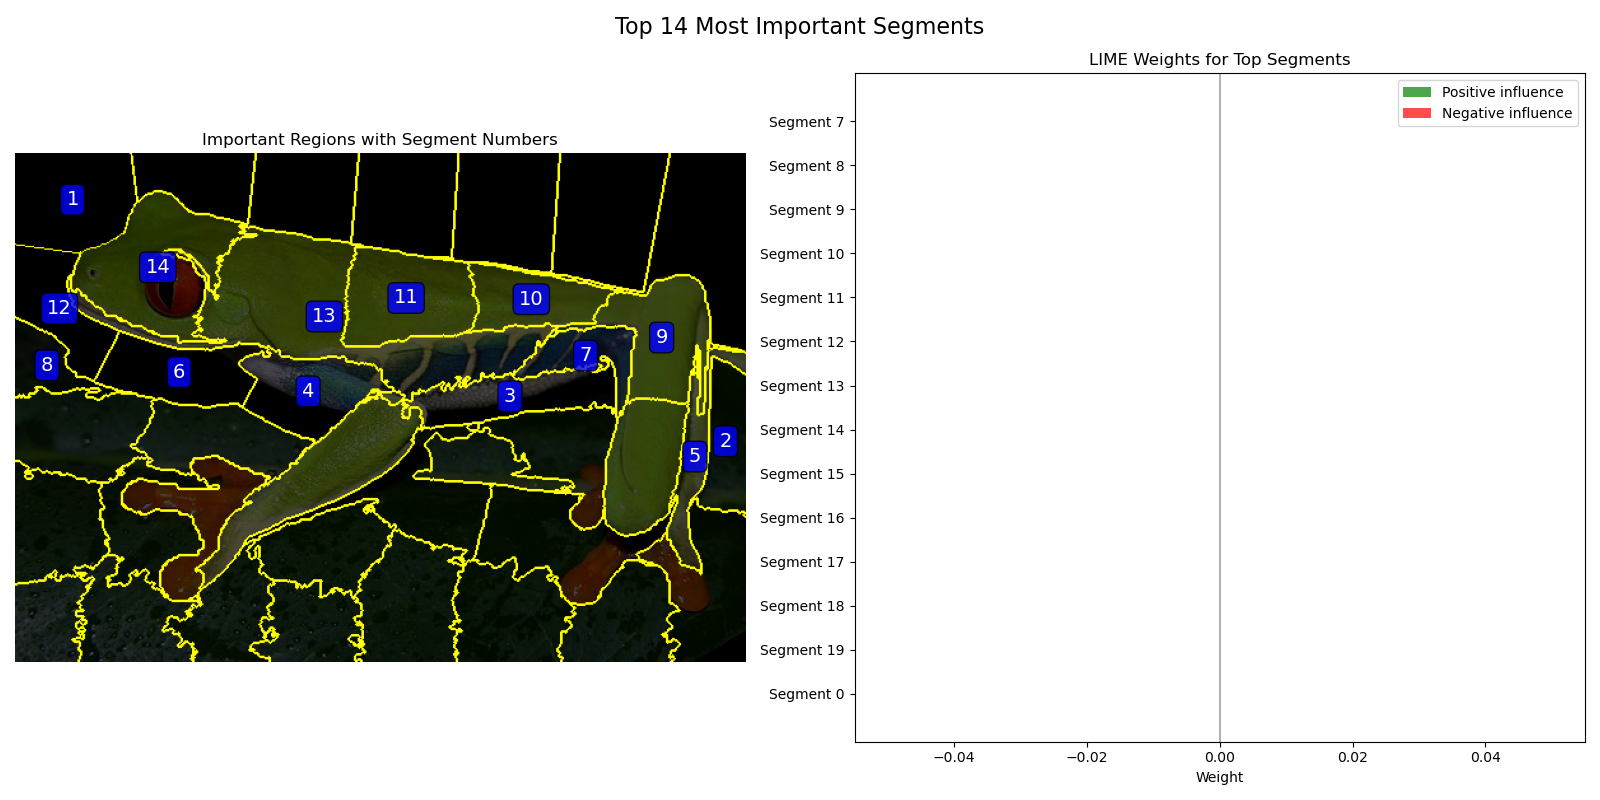 Top 14 Most Important Segments
Important Regions with Segment Numbers
1
14
12
13
11
10
9
8
6
7
4
3
2
5
LIME Weights for Top Segments
Positive influence
Negative influence
Segment 7
Segment 8
Segment 9
Segment 10
Segment 11
Segment 12
Segment 13
Segment 14
Segment 15
Segment 16
Segment 17
Segment 18
Segment 19
Segment 0
−0.04 −0.02 0.00 0.02 0.04
Weight